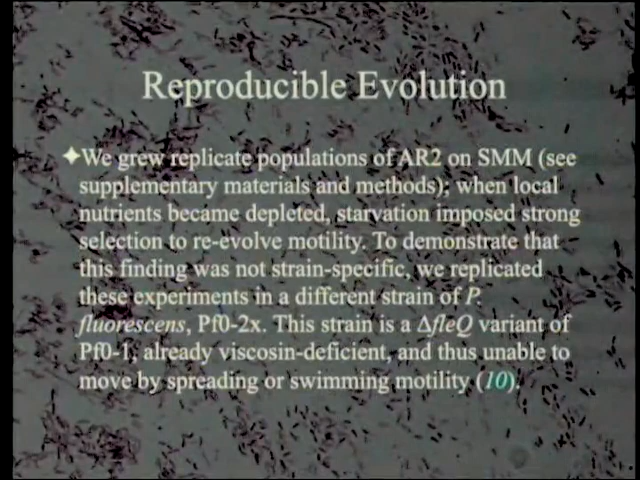 Reproducible Evolution
✦We grew replicate populations of AR2 on SMM (see
supplementary materials and methods); when local
nutrients became depleted, starvation imposed strong
selection to re-evolve motility. To demonstrate that
this finding was not strain-specific, we replicated
these experiments in a different strain of P.
fluorescens, Pf0-2x. This strain is a ΔfleQ variant of
Pf0-1, already viscosin-deficient, and thus unable to
move by spreading or swimming motility (10).